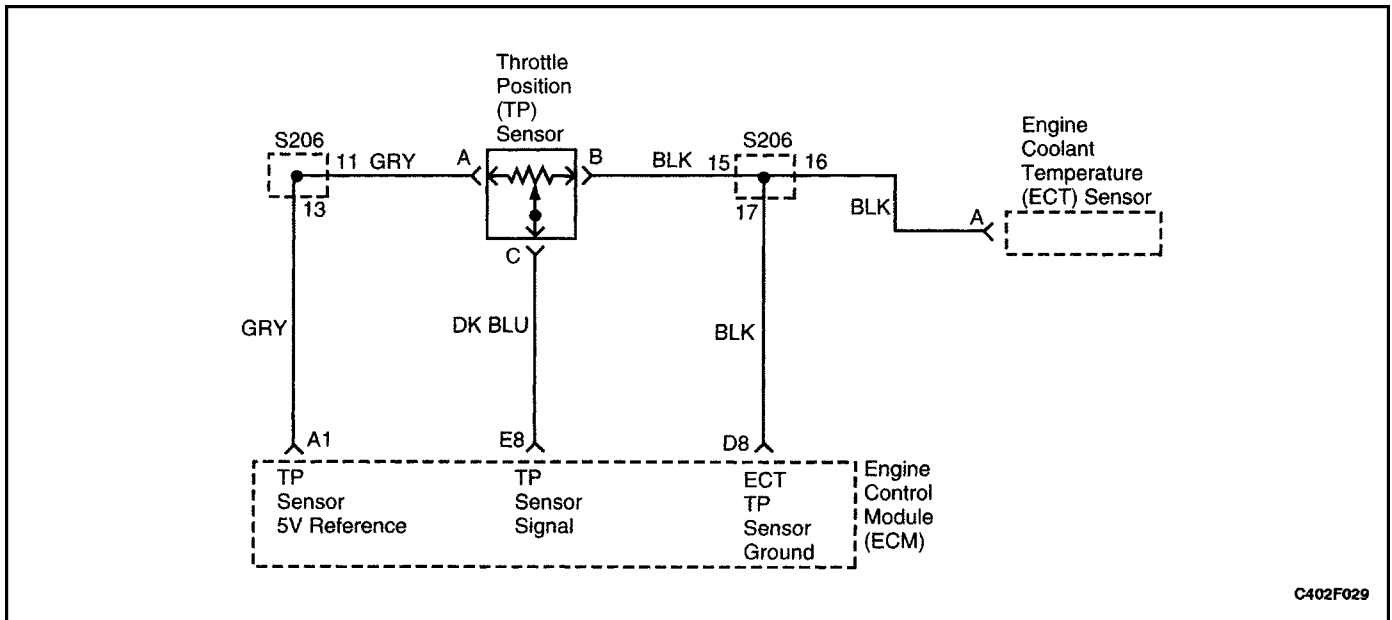 Throttle
Position
(TP)
Sensor
S206
11 GRY
A
B
BLK
15
S206
16
Engine
Coolant
Temperature
(ECT) Sensor
13
17
BLK
A
C
GRY
DK BLU
BLK
A1
E8
D8
TP
Sensor
5V Reference
TP
Sensor
Signal
ECT
TP
Sensor
Ground
Engine
Control
Module
(ECM)
C402F029